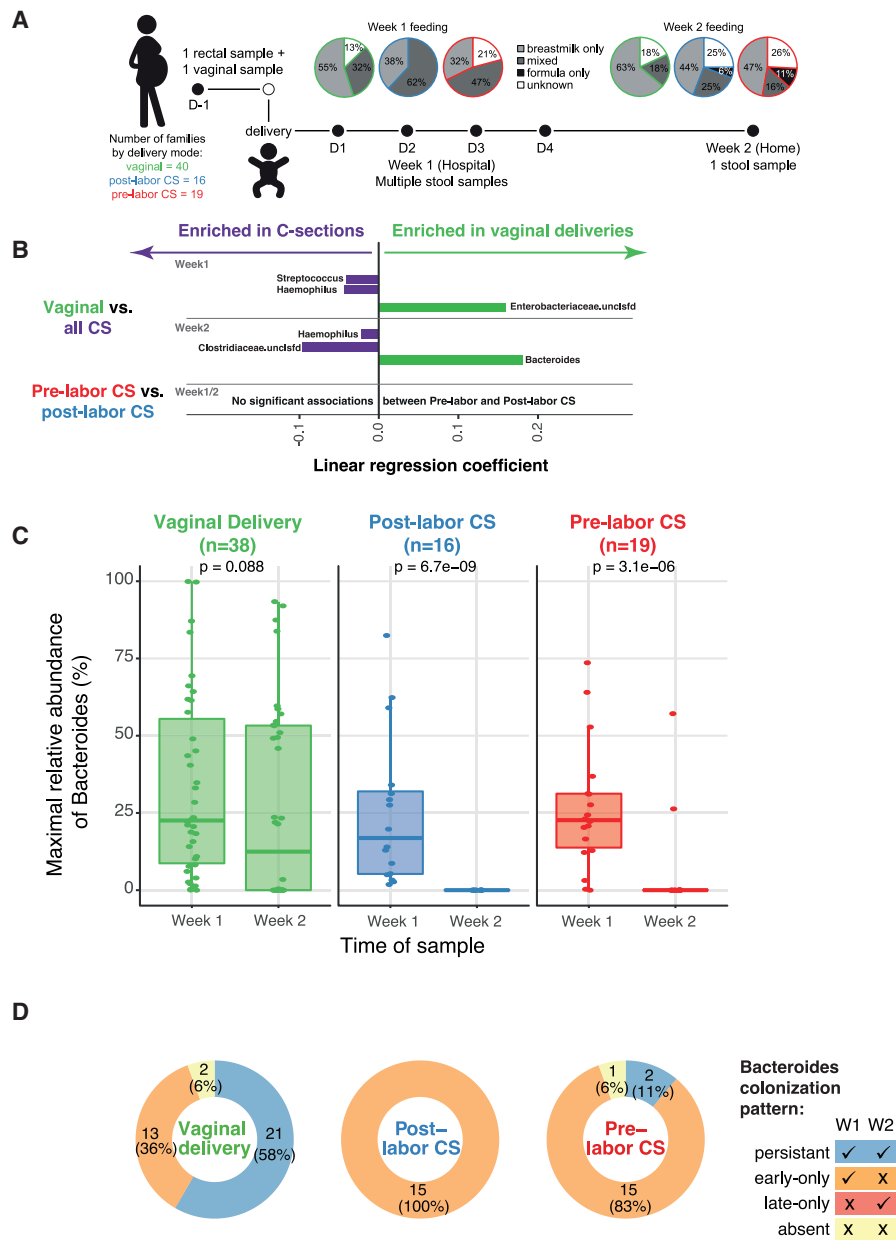 A
Week 1 feeding
Week 2 feeding
1 rectal sample +
1 vaginal sample
D-1
delivery
13%
55%
32%
38%
62%
21%
32%
47%
breastmilk only
mixed
formula only
unknown
18%
63%
18%
25%
44%
6%
25%
26%
47%
11%
16%
Number of families
by delivery mode:
vaginal = 40
post-labor CS = 16
pre-labor CS = 19
D1
D2
D3
D4
Week 1 (Hospital)
Multiple stool samples
Week 2 (Home)
1 stool sample
B
Enriched in C-sections
Enriched in vaginal deliveries
Vaginal vs.
all CS
Week1
Streptococcus
Haemophilus
Enterobacteriaceae.unclsfd
Week2
Haemophilus
Clostridiaceae.unclsfd
Bacteroides
Pre-labor CS vs.
post-labor CS
Week1/2
No significant associations between Pre-labor and Post-labor CS
-0.1
0.0
0.1
0.2
Linear regression coefficient
C
Vaginal Delivery
(n=38)
p = 0.088
Post-labor CS
(n=16)
p = 6.7e-09
Pre-labor CS
(n=19)
p = 3.1e-06
Maximal relative abundance
of Bacteroides (%)
100
75
50
25
0
Week 1
Week 2
Week 1
Week 2
Week 1
Week 2
Time of sample
D
2
(6%)
13
(36%)
21
(58%)
Vaginal
delivery
Post–
labor CS
15
(100%)
1
(6%)
2
(11%)
Pre–
labor CS
15
(83%)
Bacteroides
colonization
pattern:
W1 W2
persistant ✓ ✓
early-only ✓ x
late-only x ✓
absent x x